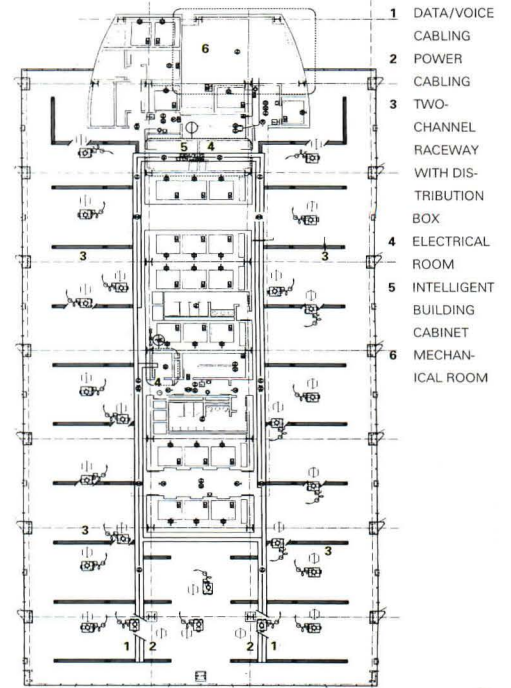 1 DATA/VOICE
CABLING
2 POWER
CABLING
3 TWO-
CHANNEL
RACEWAY
WITH DIS-
TRIBUTION
BOX
4 ELECTRICAL
ROOM
5 INTELLIGENT
BUILDING
CABINET
6 MECHAN-
ICAL ROOM
6
5 4
3 3
4
3 3
1 2 2 1